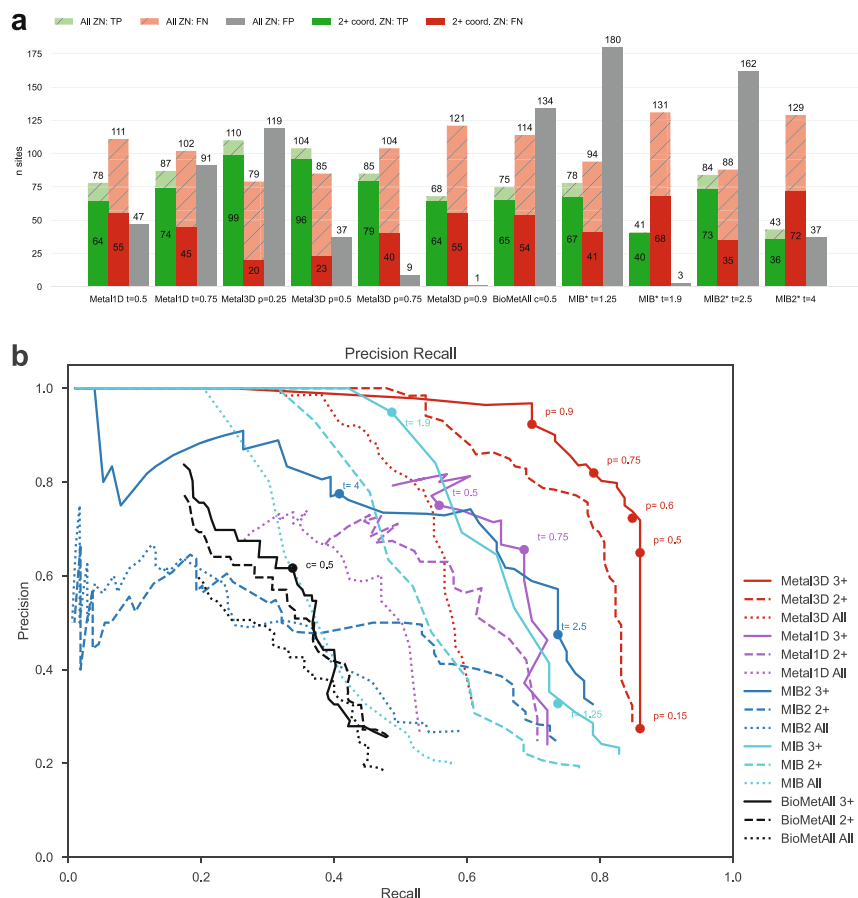 a
All ZN: TP All ZN: FN All ZN: FP 2+ coord. ZN: TP 2+ coord. ZN: FN
n sites
175
150
125
100
75
50
25
0
78 64 111 55 47
87 74 102 45 91
110 99 79 20 119
104 96 85 23 37
85 79 104 40 9
68 64 121 55 1
75 65 114 54 134
78 67 94 41 180
41 40 131 68 3
84 73 88 35 162
43 36 129 72 37
Metal1D t=0.5 Metal1D t=0.75 Metal3D p=0.25 Metal3D p=0.5 Metal3D p=0.75 Metal3D p=0.9 BioMetAll c=0.5 MIB* t=1.25 MIB* t=1.9 MIB2* t=2.5 MIB2* t=4
b
Precision Recall
Precision
1.0
0.8
0.6
0.4
0.2
0.0
p= 0.9
t= 1.9
p= 0.75
t= 4
t= 0.5
p= 0.6
t= 0.75
p= 0.5
c= 0.5
t= 2.5
t= 1.25
p= 0.15
0.0 0.2 0.4 0.6 0.8 1.0
Recall
Metal3D 3+
Metal3D 2+
Metal3D All
Metal1D 3+
Metal1D 2+
Metal1D All
MIB2 3+
MIB2 2+
MIB2 All
MIB 3+
MIB 2+
MIB All
BioMetAll 3+
BioMetAll 2+
BioMetAll All